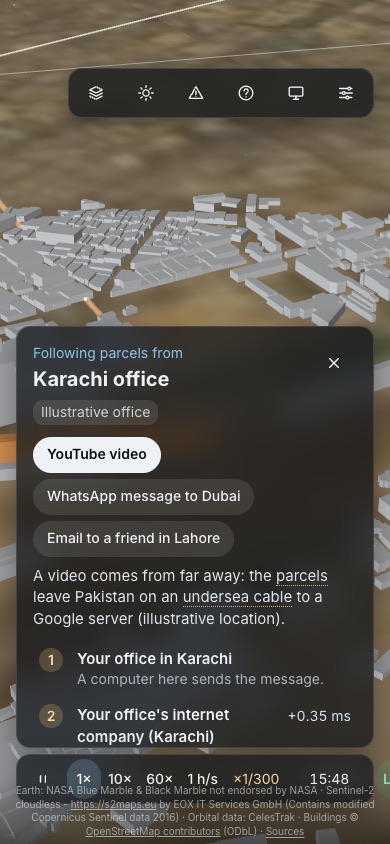 Following parcels from
Karachi office
Illustrative office
YouTube video
WhatsApp message to Dubai
Email to a friend in Lahore
A video comes from far away: the parcels
leave Pakistan on an undersea cable to a
Google server (illustrative location).
1 Your office in Karachi
A computer here sends the message.
2 Your office's internet +0.35 ms
company (Karachi)
1× 10× 60× 1 h/s ×1/300 15:48 L
Earth: NASA Blue Marble & Black Marble not endorsed by NASA · Sentinel-2
cloudless - https://s2maps.eu by EOX IT Services GmbH (Contains modified
Copernicus Sentinel data 2016) · Orbital data: CelesTrak · Buildings ©
OpenStreetMap contributors (ODbL) · Sources